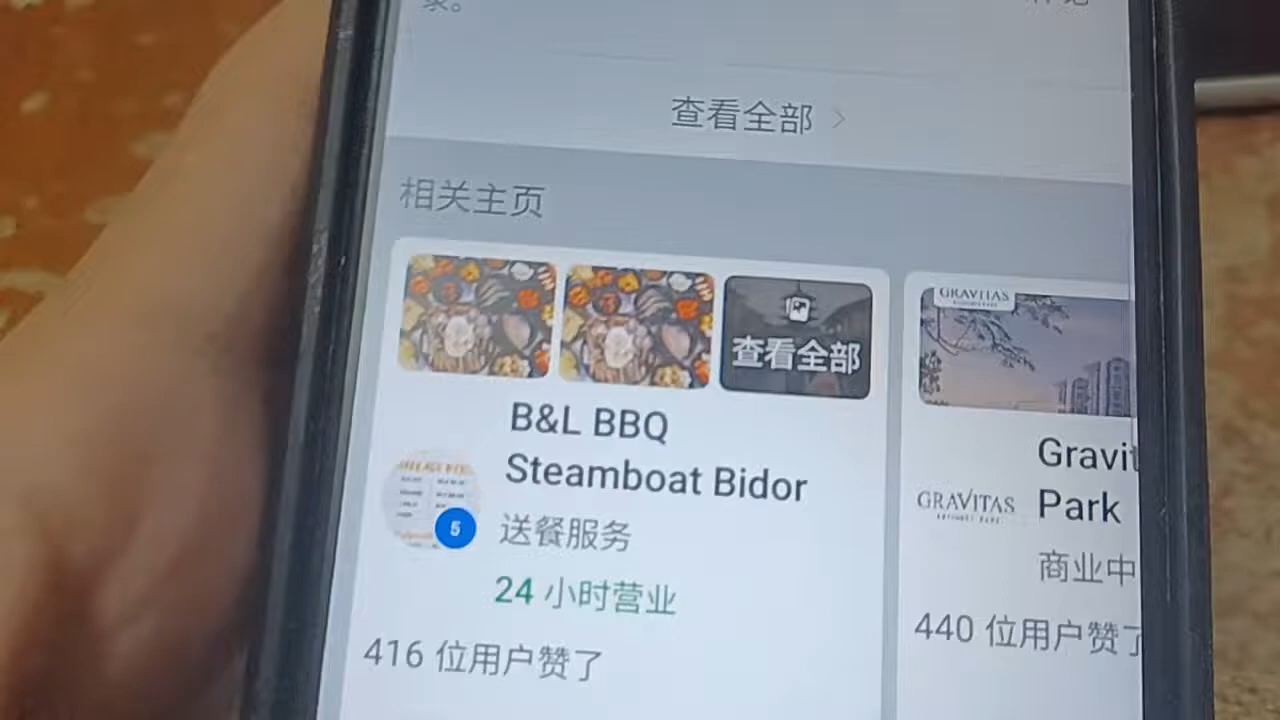 查看全部
相关主页
查看全部
B&L BBQ
Steamboat Bidor
5
送餐服务
24 小时营业
416 位用户赞了
GRAVITAS
Gravit
Park
GRAVITAS
商业中
440 位用户赞了